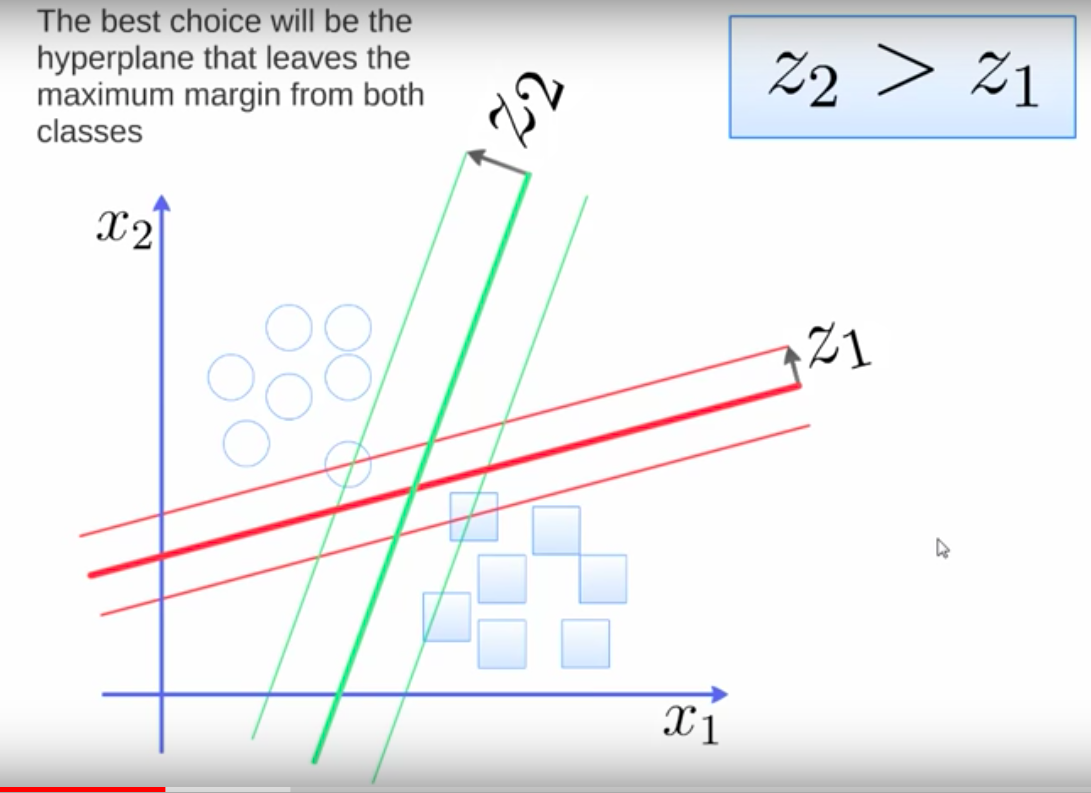 The best choice will be the
hyperplane that leaves the
maximum margin from both
classes
z₂ > z₁
z₂
x₂
z₁
x₁